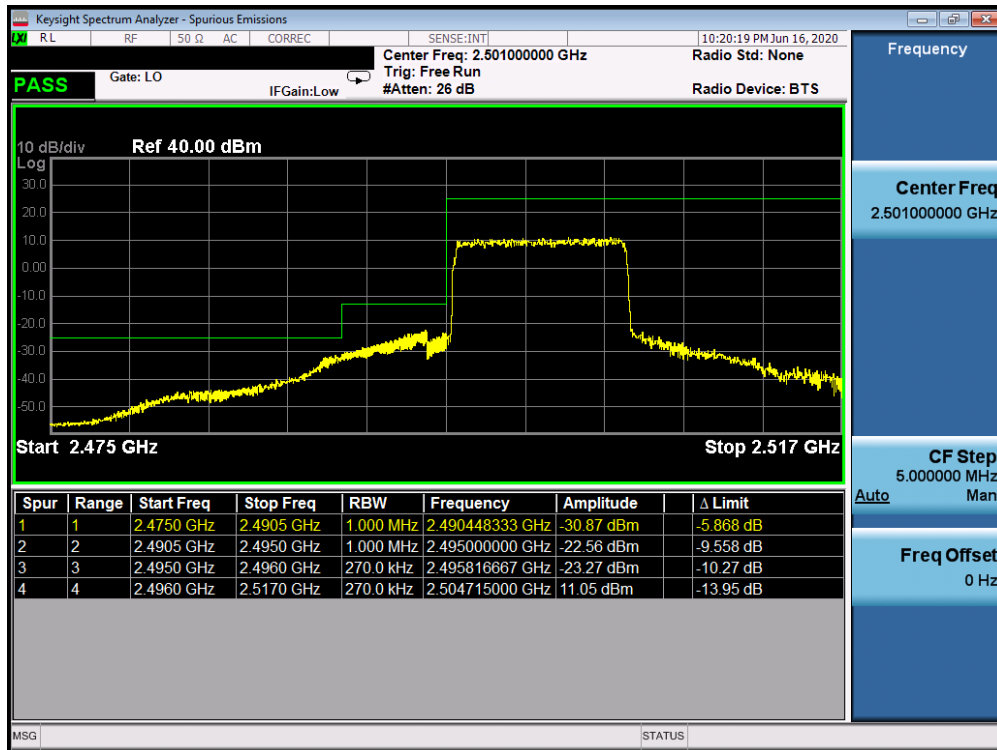 Keysight Spectrum Analyzer - Spurious Emissions
LXI RL RF 50 Ω AC CORREC SENSE:INT 10:20:19 PM Jun 16, 2020
Center Freq: 2.501000000 GHz Radio Std: None
PASS Gate: LO Trig: Free Run
IFGain:Low #Atten: 26 dB Radio Device: BTS
10 dB/div Ref 40.00 dBm
Log
30.0
20.0
10.0
0.00
-10.0
-20.0
-30.0
-40.0
-50.0
Start 2.475 GHz Stop 2.517 GHz
Spur Range Start Freq Stop Freq RBW Frequency Amplitude Δ Limit
1 1 2.4750 GHz 2.4905 GHz 1.000 MHz 2.490448333 GHz -30.87 dBm -5.868 dB
2 2 2.4905 GHz 2.4950 GHz 1.000 MHz 2.495000000 GHz -22.56 dBm -9.558 dB
3 3 2.4950 GHz 2.4960 GHz 270.0 kHz 2.495816667 GHz -23.27 dBm -10.27 dB
4 4 2.4960 GHz 2.5170 GHz 270.0 kHz 2.504715000 GHz 11.05 dBm -13.95 dB
MSG STATUS
Frequency
Center Freq
2.501000000 GHz
CF Step
5.000000 MHz
Auto Man
Freq Offset
0 Hz